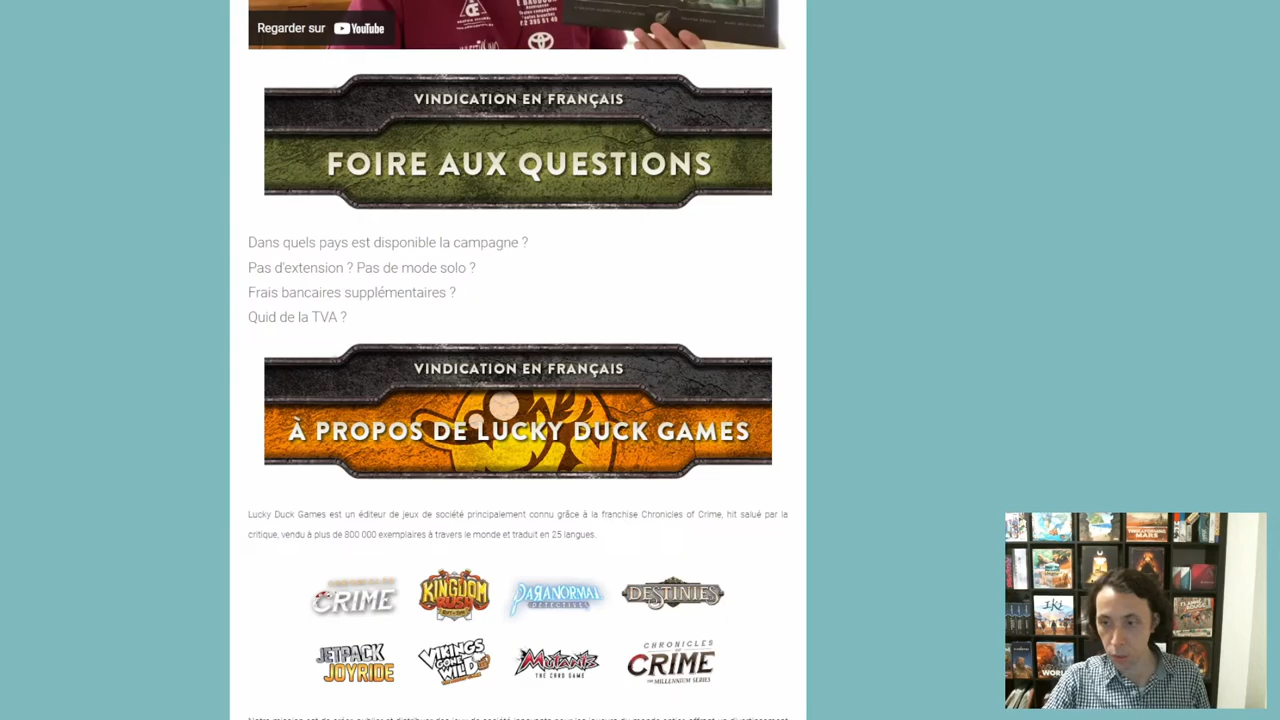 Regarder sur YouTube
VINDICATION EN FRANÇAIS
FOIRE AUX QUESTIONS
Dans quels pays est disponible la campagne ?
Pas d'extension ? Pas de mode solo ?
Frais bancaires supplémentaires ?
Quid de la TVA ?
VINDICATION EN FRANÇAIS
À PROPOS DE LUCKY DUCK GAMES
Lucky Duck Games est un éditeur de jeux de société principalement connu grâce à la franchise Chronicles of Crime, hit salué par la
critique, vendu à plus de 800 000 exemplaires à travers le monde et traduit en 25 langues.
CHRONICLES OF CRIME
KINGDOM RUSH
PARANORMAL DETECTIVES
DESTINIES
JETPACK JOYRIDE
VIKINGS GONE WILD
MUTANTS THE CARD GAME
CHRONICLES OF CRIME THE MILLENNIUM SERIES
IKI
MARS